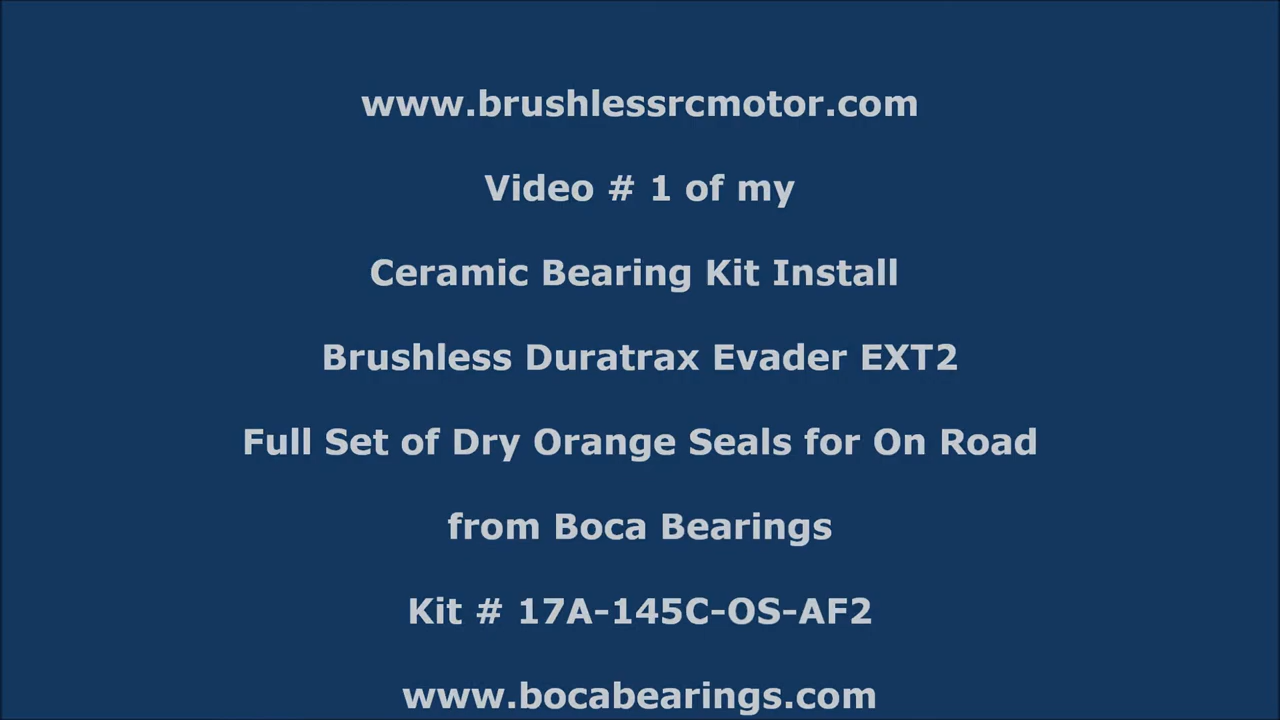 www.brushlessrcmotor.com
Video # 1 of my
Ceramic Bearing Kit Install
Brushless Duratrax Evader EXT2
Full Set of Dry Orange Seals for On Road
from Boca Bearings
Kit # 17A-145C-OS-AF2
www.bocabearings.com